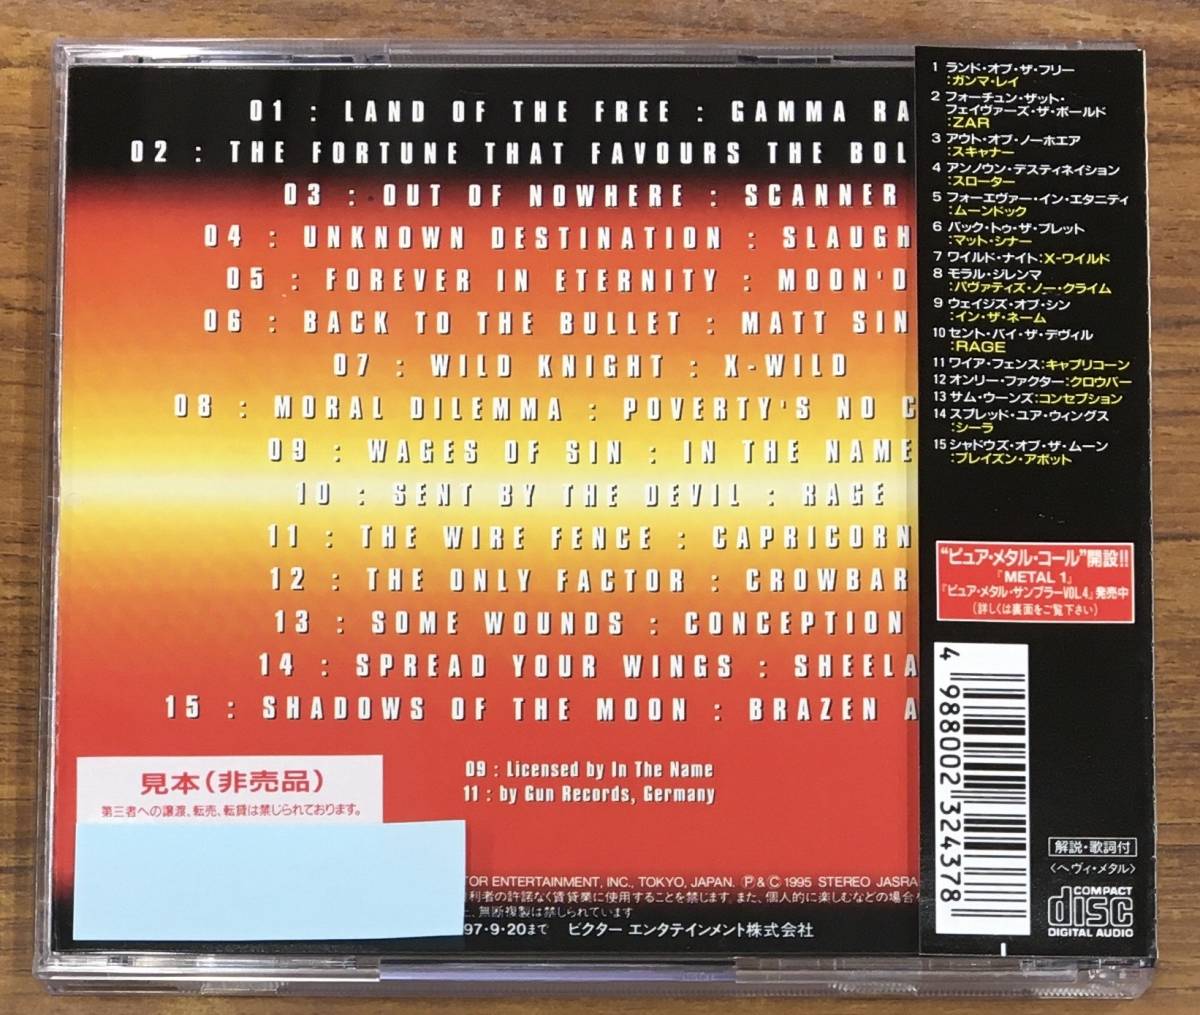 01 : LAND OF THE FREE : GAMMA RA
02 : THE FORTUNE THAT FAVOURS THE BOL
03 : OUT OF NOWHERE : SCANNER
04 : UNKNOWN DESTINATION : SLAUGH
05 : FOREVER IN ETERNITY : MOON'D
06 : BACK TO THE BULLET : MATT SIN
07 : WILD KNIGHT : X-WILD
08 : MORAL DILEMMA : POVERTY'S NO C
09 : WAGES OF SIN : IN THE NAME
10 : SENT BY THE DEVIL : RAGE
11 : THE WIRE FENCE : CAPRICORN
12 : THE ONLY FACTOR : CROWBAR
13 : SOME WOUNDS : CONCEPTION
14 : SPREAD YOUR WINGS : SHEELA
15 : SHADOWS OF THE MOON : BRAZEN A
09 : Licensed by In The Name
11 : by Gun Records, Germany
見本(非売品)
第三者への譲渡、転売、転貸は禁じられております。
TOR ENTERTAINMENT, INC., TOKYO, JAPAN. Ⓟ&Ⓒ 1995 STEREO JASRA
利者の許諾なく賃貸業に使用することを禁じます。また、個人的に楽しむなどの場合を
、無断複製は禁じられています
97・9・20まで ビクター エンタテインメント株式会社
1 ランド・オブ・ザ・フリー
:ガンマ・レイ
2 フォーチュン・ザット・
フェイヴァーズ・ザ・ボールド
:ZAR
3 アウト・オブ・ノーホエア
:スキャナー
4 アンノウン・デスティネイション
:スローター
5 フォーエヴァー・イン・エタニティ
:ムーンドック
6 バック・トゥ・ザ・ブレット
:マット・シナー
7 ワイルド・ナイト:X-ワイルド
8 モラル・ジレンマ
:パヴァティズ・ノー・クライム
9 ウェイジズ・オブ・シン
:イン・ザ・ネーム
10 セント・バイ・ザ・デヴィル
:RAGE
11 ワイア・フェンス:キャプリコーン
12 オンリー・ファクター:クロウバー
13 サム・ウーンズ:コンセプション
14 スプレッド・ユア・ウィングス
:シーラ
15 シャドウズ・オブ・ザ・ムーン
:ブレイズン・アボット
“ピュア・メタル・コール”開設!!
「METAL 1」
「ピュア・メタル・サンプラーVOL.4」発売中
(詳しくは裏面をご覧下さい)
4 988002 324378
解説・歌詞付
〈ヘヴィ・メタル〉
COMPACT
disc
DIGITAL AUDIO